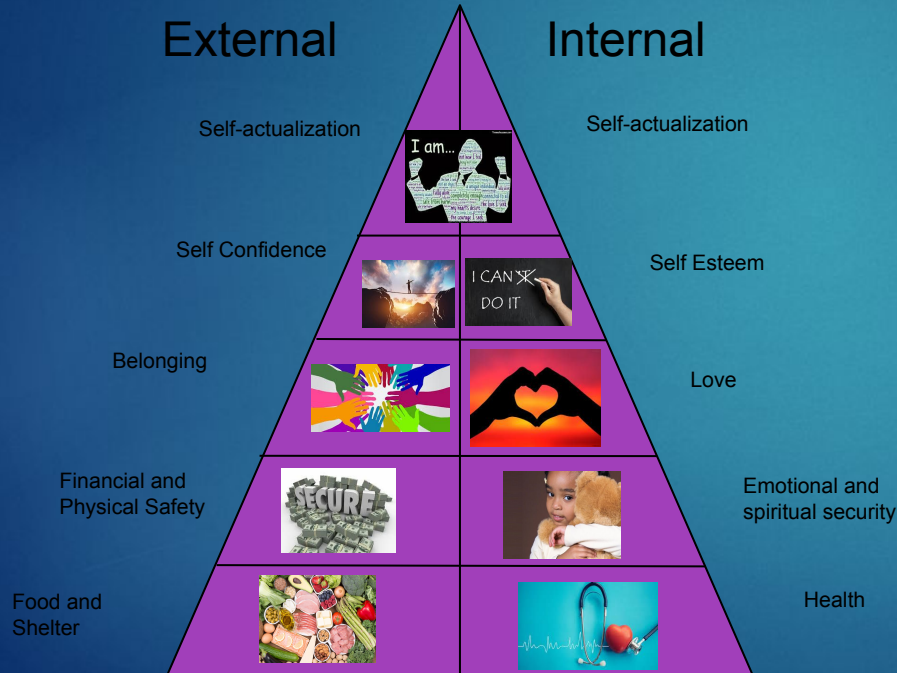 External
Internal
Self-actualization
Self-actualization
I am...
Self Confidence
Self Esteem
I CAN'T
DO IT
Belonging
Love
Financial and
Physical Safety
SECURE
Emotional and
spiritual security
Food and
Shelter
Health